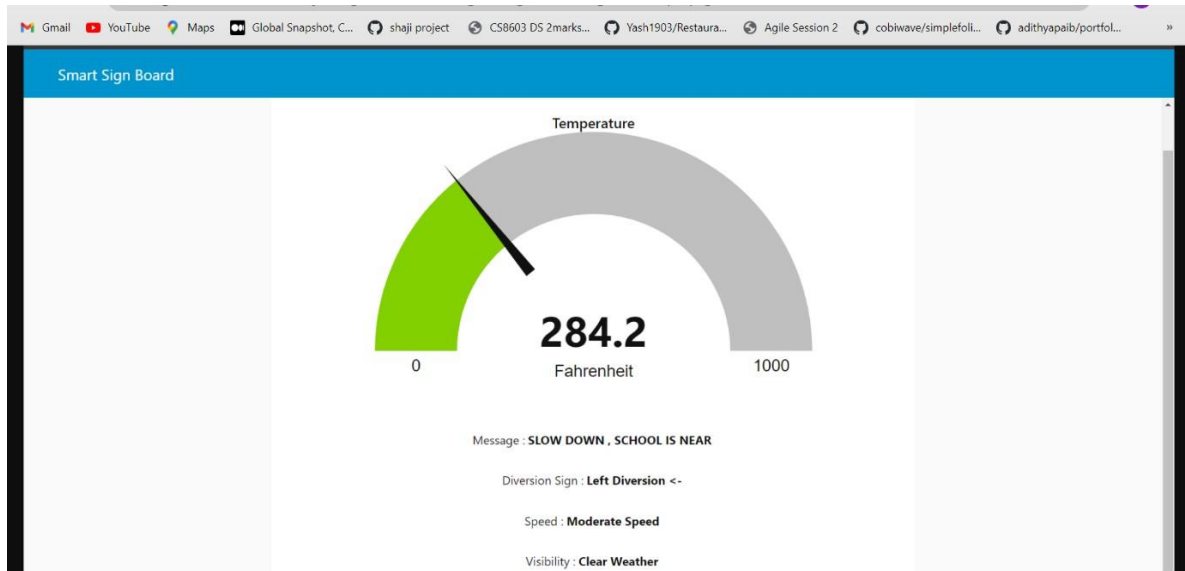 Gmail YouTube Maps Global Snapshot, C... shaji project CS8603 DS 2marks... Yash1903/Restaura... Agile Session 2 cobiwave/simplefoli... adithyapaib/portfol... »
Smart Sign Board
Temperature
284.2
0 Fahrenheit 1000
Message : SLOW DOWN , SCHOOL IS NEAR
Diversion Sign : Left Diversion <-
Speed : Moderate Speed
Visibility : Clear Weather